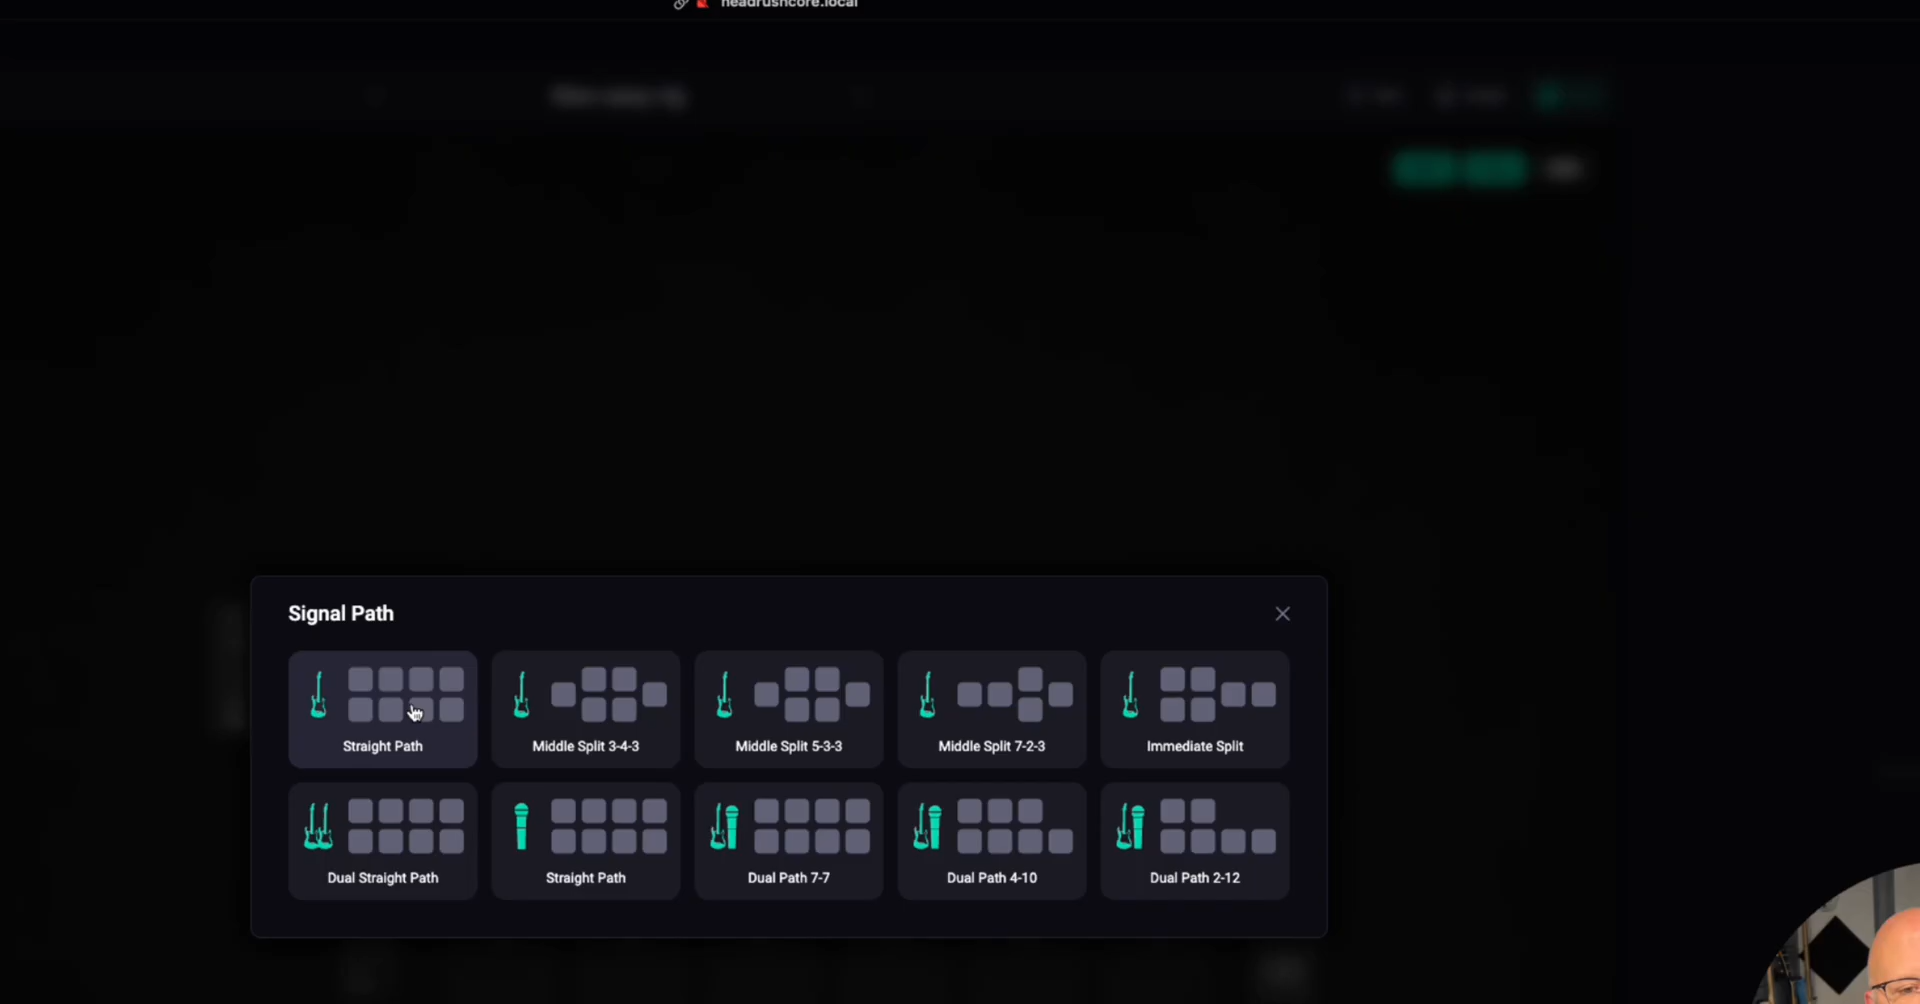 headrushcore.local
Signal Path
Straight Path
Middle Split 3-4-3
Middle Split 5-3-3
Middle Split 7-2-3
Immediate Split
Dual Straight Path
Straight Path
Dual Path 7-7
Dual Path 4-10
Dual Path 2-12